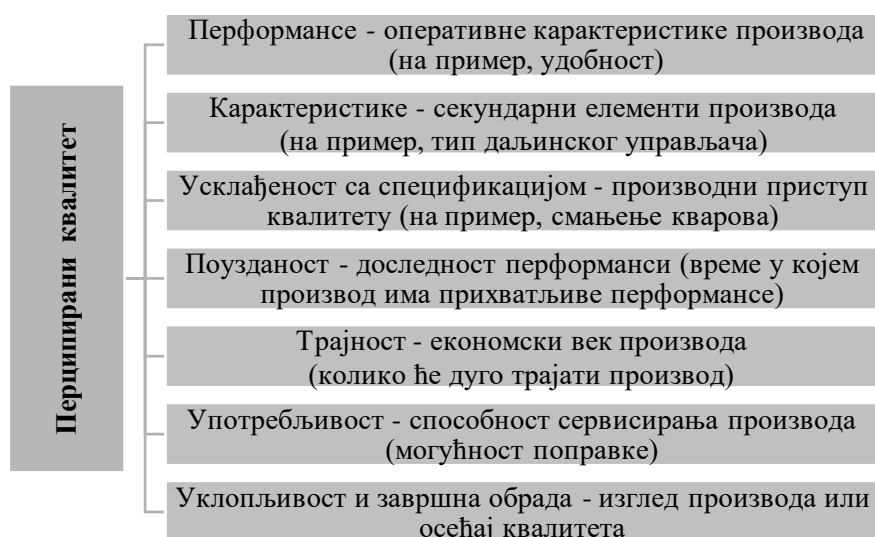 Перципирани квалитет
Перформансе - оперативне карактеристике производа
(на пример, удобност)
Карактеристике - секундарни елементи производа
(на пример, тип даљинског управљача)
Усклађеност са спецификацијом - производни приступ
квалитету (на пример, смањење кварова)
Поузданост - доследност перформанси (време у којем
производ има прихватљиве перформансе)
Трајност - економски век производа
(колико ће дуго трајати производ)
Употребљивост - способност сервисирања производа
(могућност поправке)
Уклопљивост и завршна обрада - изглед производа или
осећај квалитета